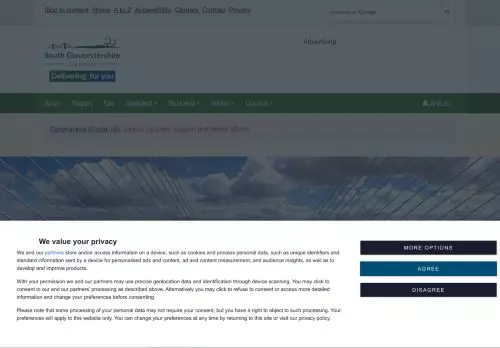 Skip to content Home A to Z Accessibility Careers Contact Privacy
Google
Advertising
South Gloucestershire
Council
Delivering for you
Apply Report Pay Resident Business Visitor Council Sign in
Coronavirus (Covid-19): service updates, support and health advice
We value your privacy
We and our partners store and/or access information on a device, such as cookies and process personal data, such as unique identifiers and
standard information sent by a device for personalised ads and content, ad and content measurement, and audience insights, as well as to
develop and improve products.
With your permission we and our partners may use precise geolocation data and identification through device scanning. You may click to
consent to our and our partners' processing as described above. Alternatively you may click to refuse to consent or access more detailed
information and change your preferences before consenting.
Please note that some processing of your personal data may not require your consent, but you have a right to object to such processing. Your
preferences will apply to this website only. You can change your preferences at any time by returning to this site or visit our privacy policy.
MORE OPTIONS
AGREE
DISAGREE